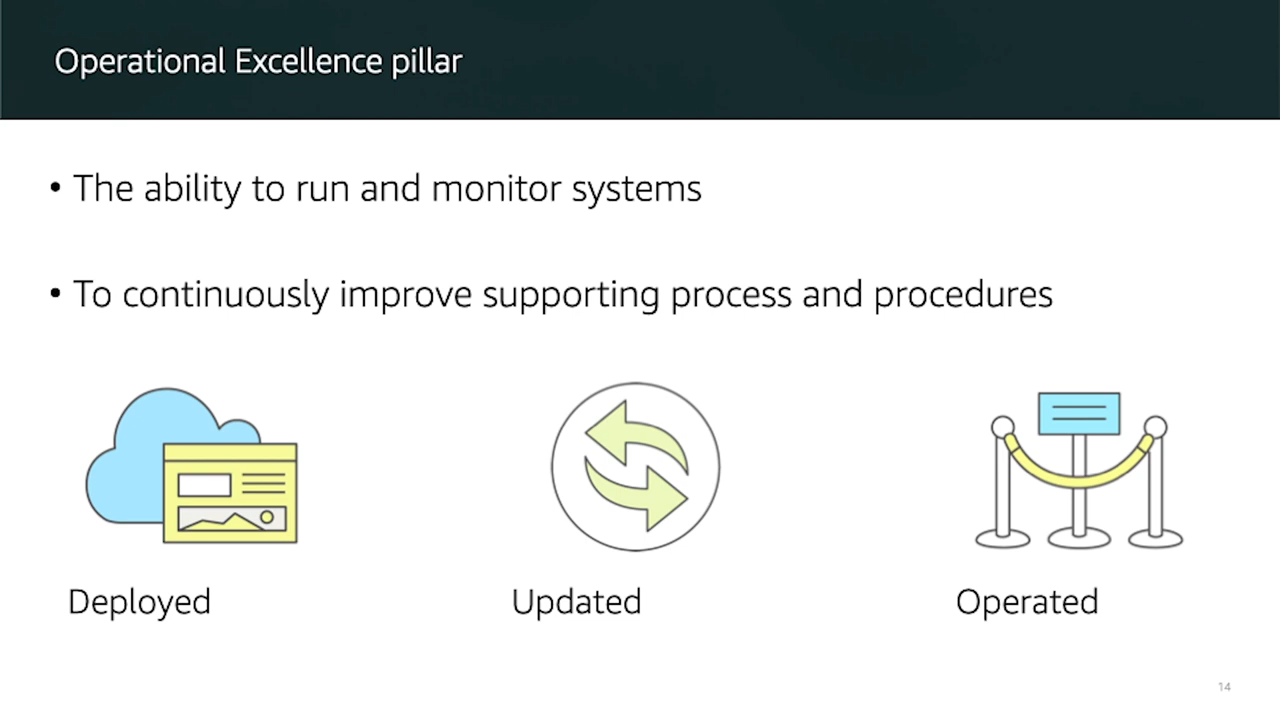 Operational Excellence pillar
• The ability to run and monitor systems
• To continuously improve supporting process and procedures
Deployed
Updated
Operated
14